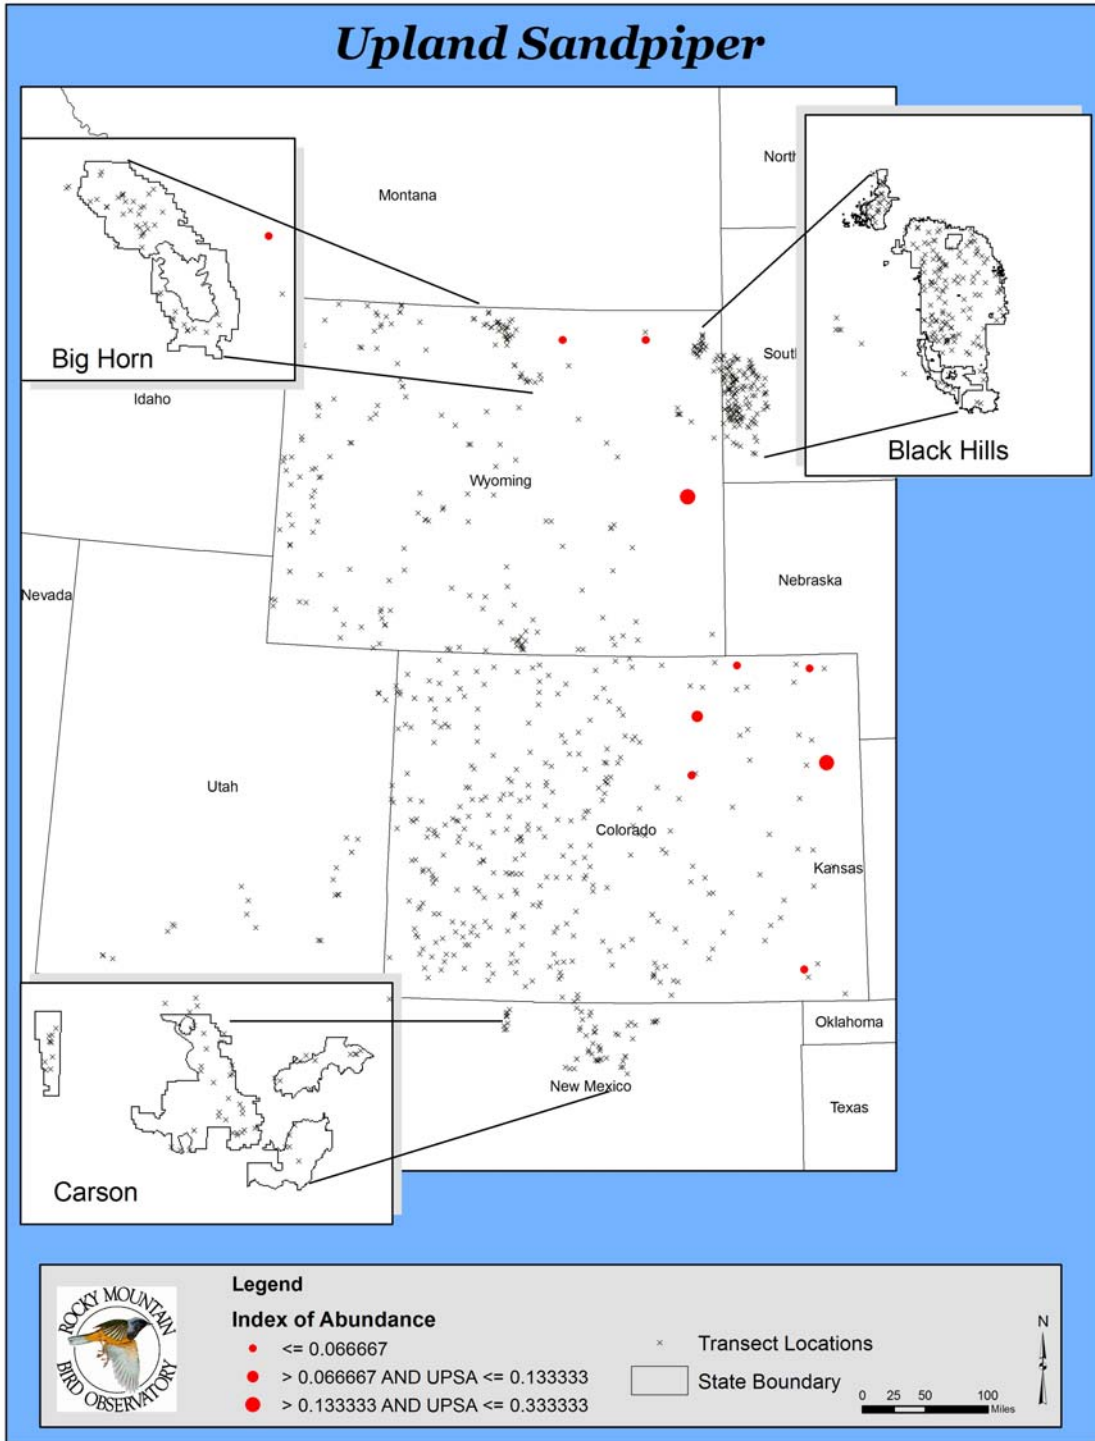 Upland Sandpiper
Montana
North
Big Horn
Idaho
South
Black Hills
Wyoming
Nebraska
Nevada
Utah
Colorado
Kansas
Oklahoma
New Mexico
Texas
Carson
Legend
Index of Abundance
<= 0.066667
> 0.066667 AND UPSA <= 0.133333
> 0.133333 AND UPSA <= 0.333333
Transect Locations
State Boundary
N
0 25 50 100
Miles
ROCKY MOUNTAIN
BIRD OBSERVATORY